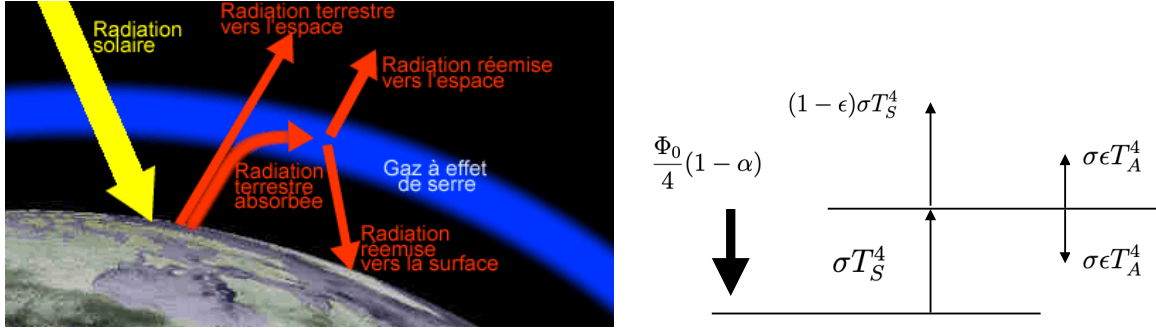 Radiation
solaire
Radiation terrestre
vers l'espace
Radiation réemise
vers l'espace
Gaz à effet
de serre
Radiation
terrestre
absorbée
Radiation
réemise
vers la surface
(1 − ϵ)σT_S^4
Φ_0/4 (1 − α)
σϵT_A^4
σT_S^4
σϵT_A^4